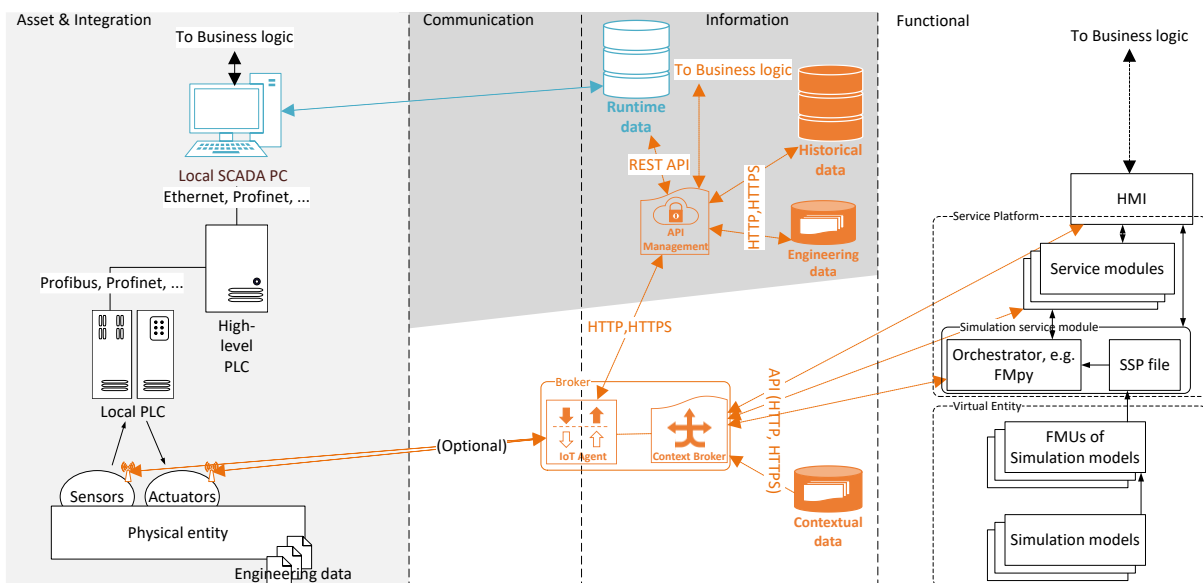 Asset & Integration
Communication
Information
Functional
To Business logic
Local SCADA PC
Ethernet, Profinet, ...
Profibus, Profinet, ...
High-
level
PLC
Local PLC
Sensors
Actuators
Physical entity
Engineering data
(Optional)
Runtime
data
To Business logic
Historical
data
REST API
HTTP,HTTPS
API
Management
Engineering
data
HTTP,HTTPS
Broker
IoT Agent
Context Broker
API (HTTP, HTTPS)
Contextual
data
To Business logic
HMI
Service Platform
Service modules
Simulation service module
Orchestrator, e.g.
FMpy
SSP file
Virtual Entity
FMUs of
Simulation models
Simulation models